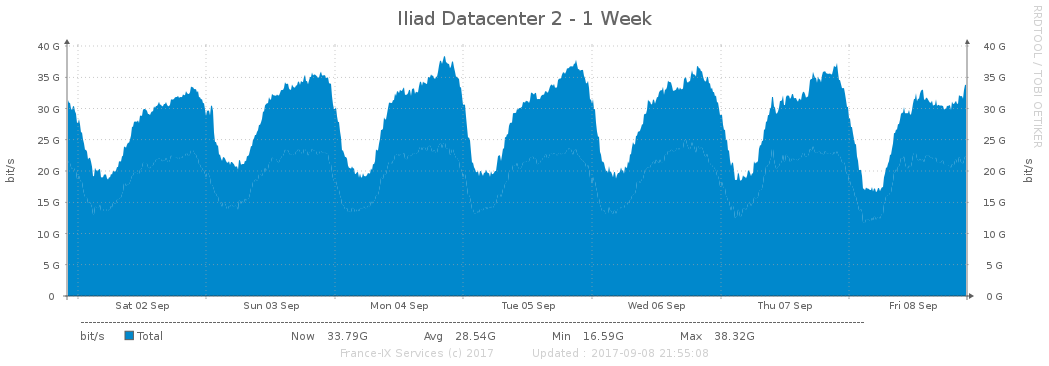 Iliad Datacenter 2 - 1 Week
RRDTOOL / TOBI OETIKER
bit/s
bit/s
40 G 40 G
35 G 35 G
30 G 30 G
25 G 25 G
20 G 20 G
15 G 15 G
10 G 10 G
5 G 5 G
0 0 G
Sat 02 Sep Sun 03 Sep Mon 04 Sep Tue 05 Sep Wed 06 Sep Thu 07 Sep Fri 08 Sep
bit/s Total Now 33.79G Avg 28.54G Min 16.59G Max 38.32G
France-IX Services (c) 2017 Updated : 2017-09-08 21:55:08